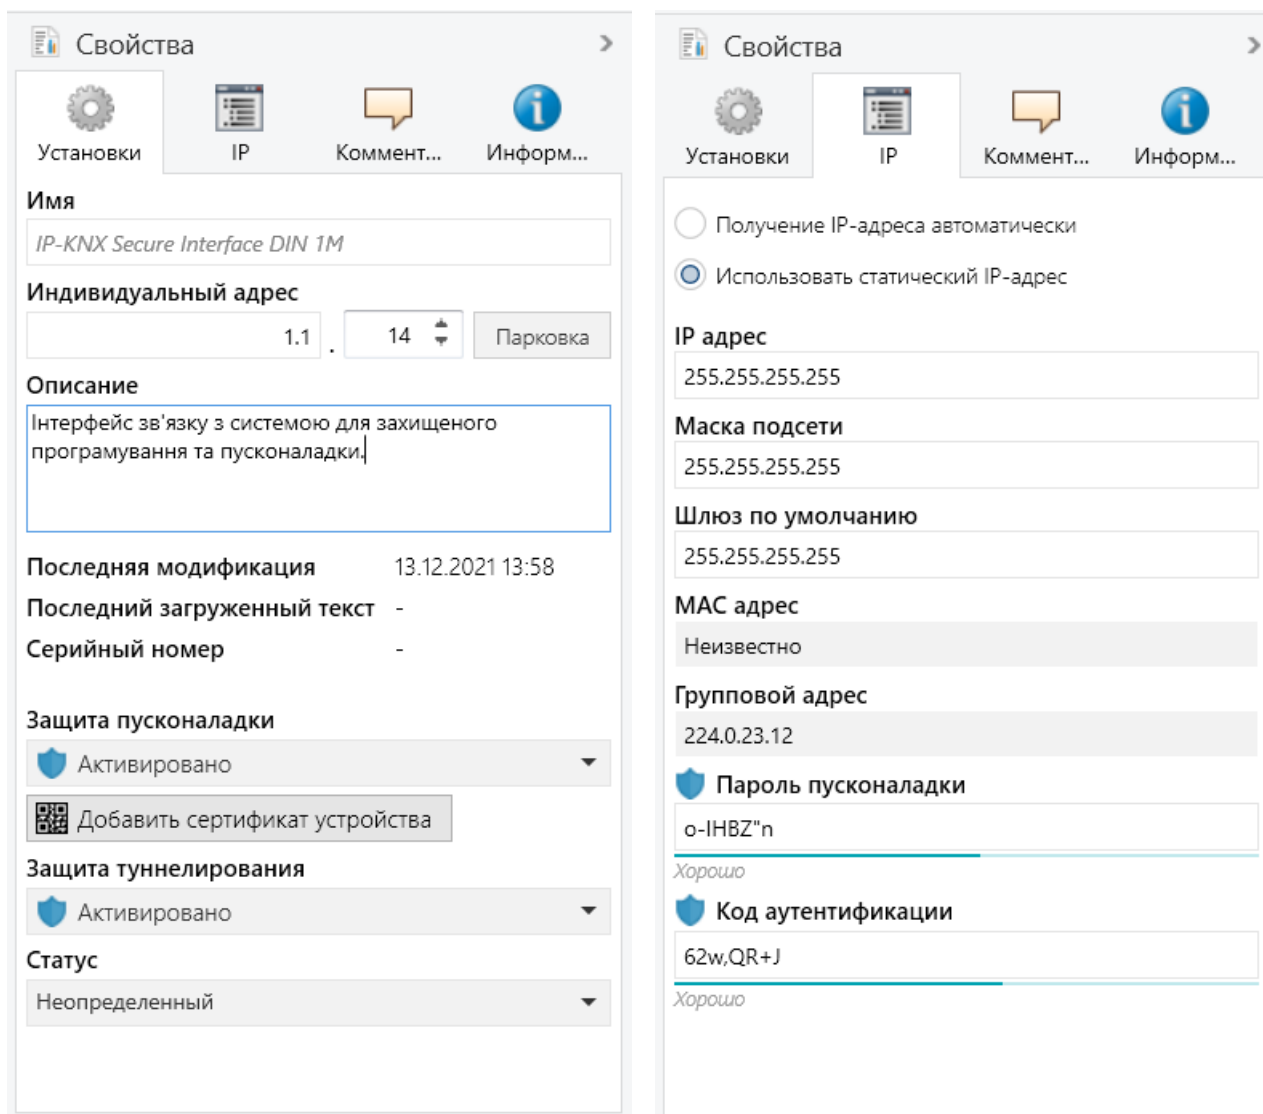 Свойства
Установки
IP
Коммент...
Информ...
Имя
IP-KNX Secure Interface DIN 1M
Индивидуальный адрес
1.1 . 14 Парковка
Описание
Інтерфейс зв'язку з системою для захищеного
програмування та пусконаладки.
Последняя модификация 13.12.2021 13:58
Последний загруженный текст -
Серийный номер -
Защита пусконаладки
Активировано
Добавить сертификат устройства
Защита туннелирования
Активировано
Статус
Неопределенный
Свойства
Установки
IP
Коммент...
Информ...
Получение IP-адреса автоматически
Использовать статический IP-адрес
IP адрес
255.255.255.255
Маска подсети
255.255.255.255
Шлюз по умолчанию
255.255.255.255
MAC адрес
Неизвестно
Групповой адрес
224.0.23.12
Пароль пусконаладки
o-IHBZ"n
Хорошо
Код аутентификации
62w,QR+J
Хорошо